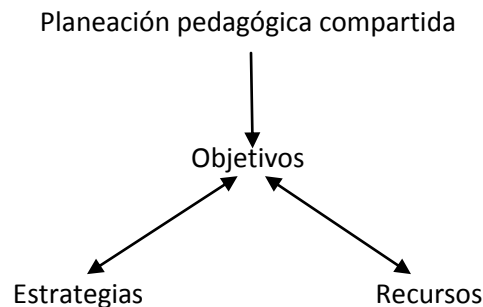 Planeación pedagógica compartida
Objetivos
Estrategias
Recursos